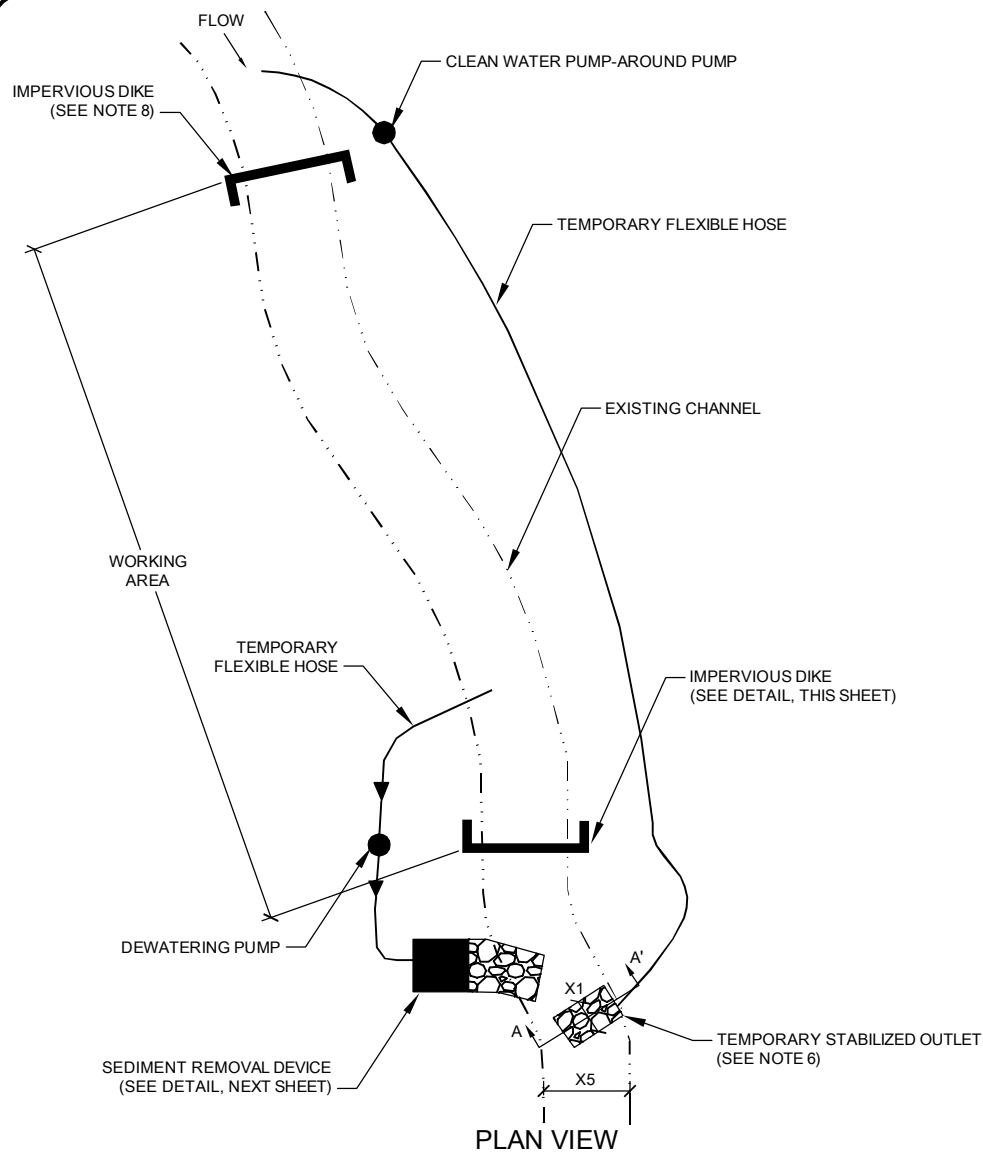 FLOW
CLEAN WATER PUMP-AROUND PUMP
IMPERVIOUS DIKE
(SEE NOTE 8)
TEMPORARY FLEXIBLE HOSE
EXISTING CHANNEL
WORKING
AREA
TEMPORARY
FLEXIBLE HOSE
IMPERVIOUS DIKE
(SEE DETAIL, THIS SHEET)
DEWATERING PUMP
A'
X1
A
TEMPORARY STABILIZED OUTLET
(SEE NOTE 6)
SEDIMENT REMOVAL DEVICE
(SEE DETAIL, NEXT SHEET)
X5
PLAN VIEW